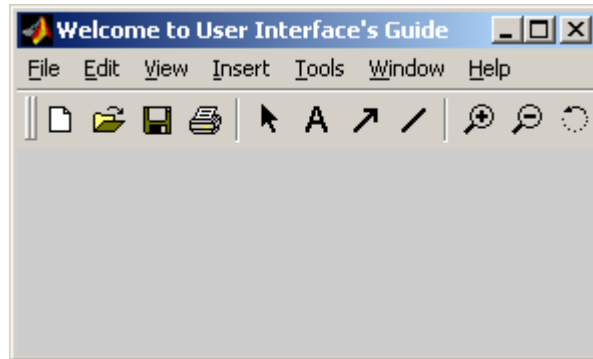 Welcome to User Interface's Guide
File Edit View Insert Tools Window Help
A